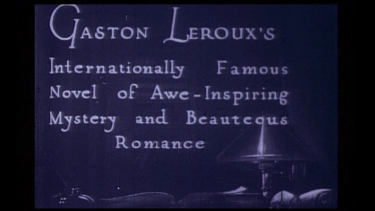 Gaston Leroux's
Internationally Famous
Novel of Awe-Inspiring
Mystery and Beauteous
Romance